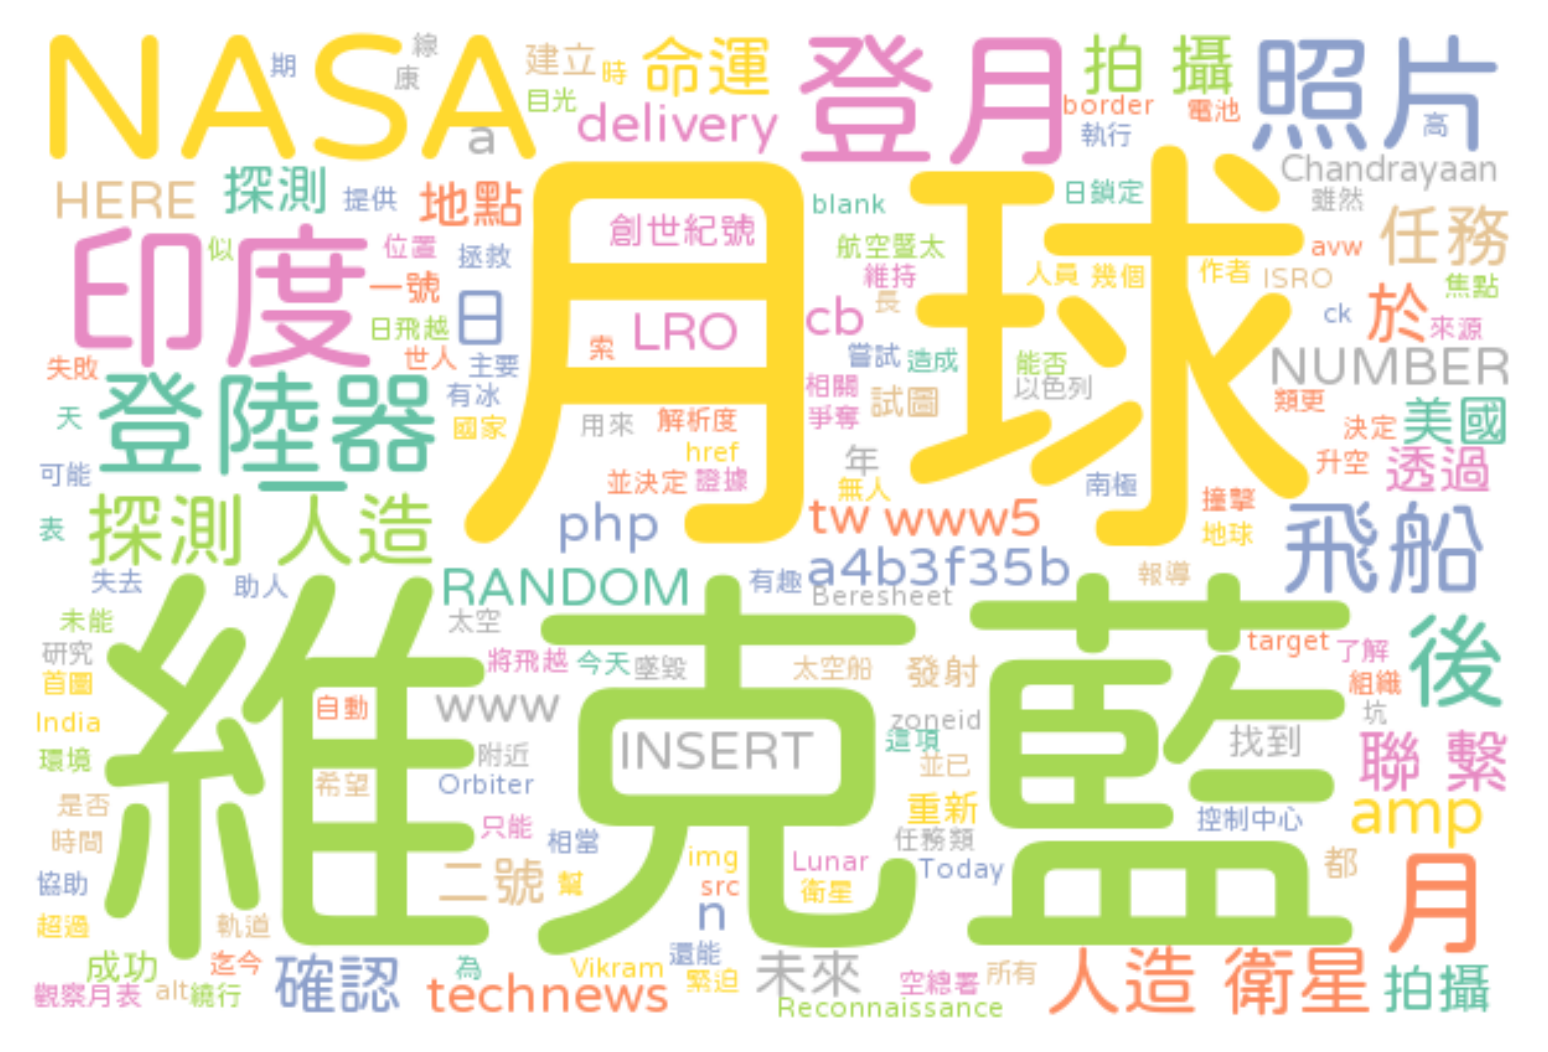 NASA 期 線 康 建立 時 命運 登月 拍 攝 照片
目光 a delivery border 電池 執行 高
HERE 探測 提供 地點 月球 blank 日鎖定 Chandrayaan 雖然
印度 似 位置 拯救 創世紀號 航空暨太 任務
一號 維持 人員 幾個 作者 ISRO avw 焦點
日飛越 日 LRO cb 長 ck 於 來源
失敗 世人 主要 索 嘗試 造成 能否 NUMBER
登陸器 有冰 相關 試圖 以色列 類更
天 國家 用來 解析度 爭奪 決定 美國
可能 一 href 年 升空 透過
並決定 證據 無人 南極 撞擊
表 探測 人造 php tw www5 地球 飛船
失去 助人 RANDOM 有趣 a4b3f35b 報導
未能 太空 Beresheet 後
維克藍 target 了解
研究 將飛越 今天 墜毀 太空船 發射 組織
首圖 自動 www zoneid 坑
India INSERT 這項 找到
環境 附近 並已 聯 繫
是否 希望 Orbiter 重新 amp
時間 只能 相當 任務類 控制中心
協助 二號 幫 img Lunar Today 都 月
超過 軌道 n src 衛星
成功 迄今 確認 為 Vikram 還能 未來 空總署 所有 人造 衛星 拍攝
觀察月表 alt 繞行 technews 緊迫 Reconnaissance